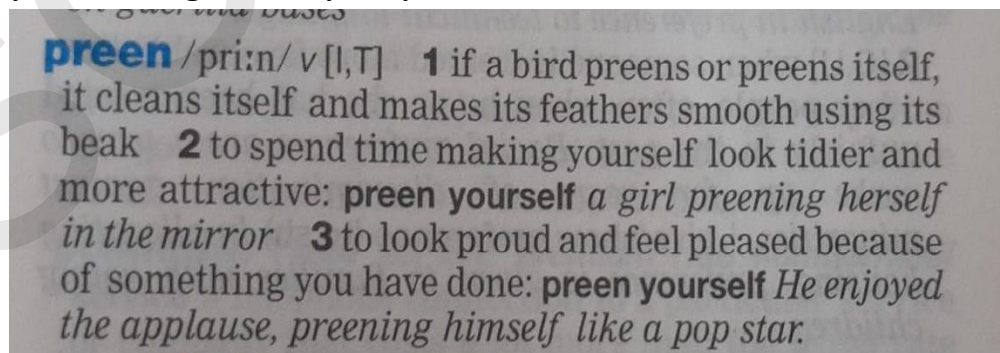 preen /pri:n/ v [I,T] 1 if a bird preens or preens itself,
it cleans itself and makes its feathers smooth using its
beak 2 to spend time making yourself look tidier and
more attractive: preen yourself a girl preening herself
in the mirror 3 to look proud and feel pleased because
of something you have done: preen yourself He enjoyed
the applause, preening himself like a pop star.